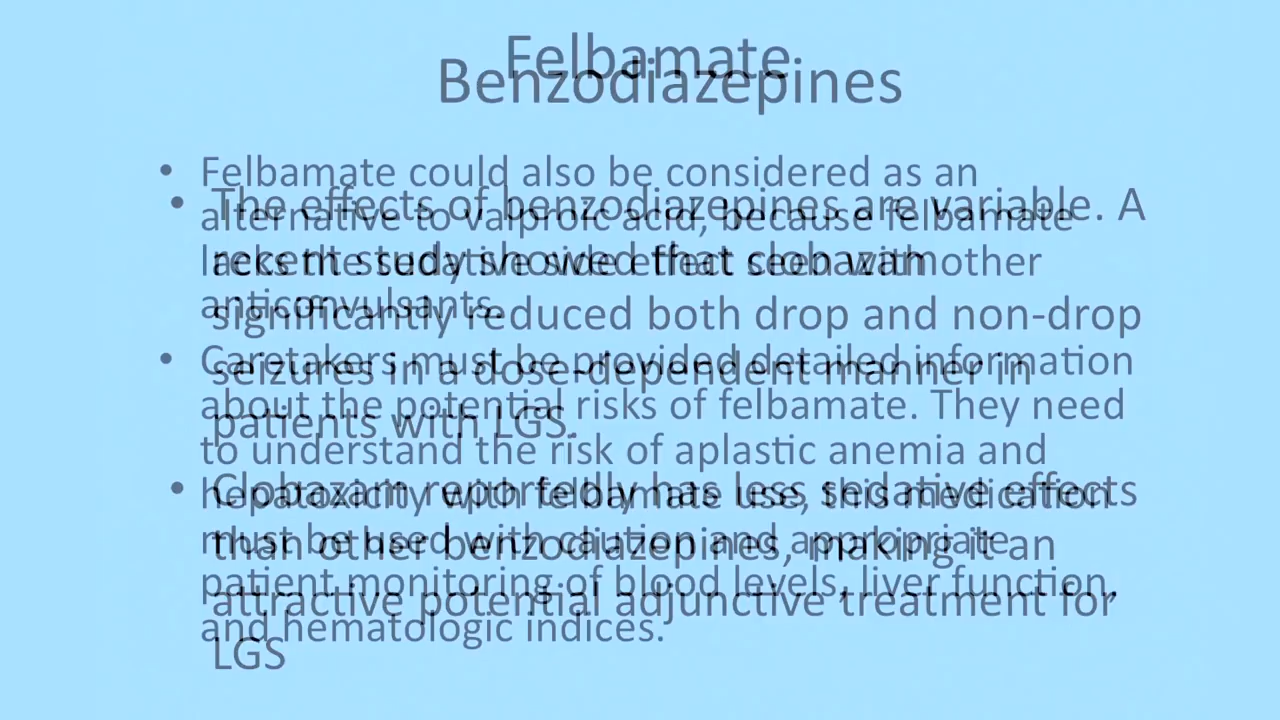 Felbamate
• Felbamate could also be considered as an
alternative to valproic acid, because felbamate
lacks the sedative side effect seen with other
anticonvulsants.
• Caretakers must be provided detailed information
about the potential risks of felbamate. They need
to understand the risk of aplastic anemia and
hepatoxicity with felbamate use, this medication
must be used with caution and appropriate
patient monitoring of blood levels, liver function,
and hematologic indices.
Benzodiazepines
• The effects of benzodiazepines are variable. A
recent study showed that clobazam
significantly reduced both drop and non-drop
seizures in a dose-dependent manner in
patients with LGS.
• Clobazam reportedly has less sedative effects
than other benzodiazepines, making it an
attractive potential adjunctive treatment for
LGS